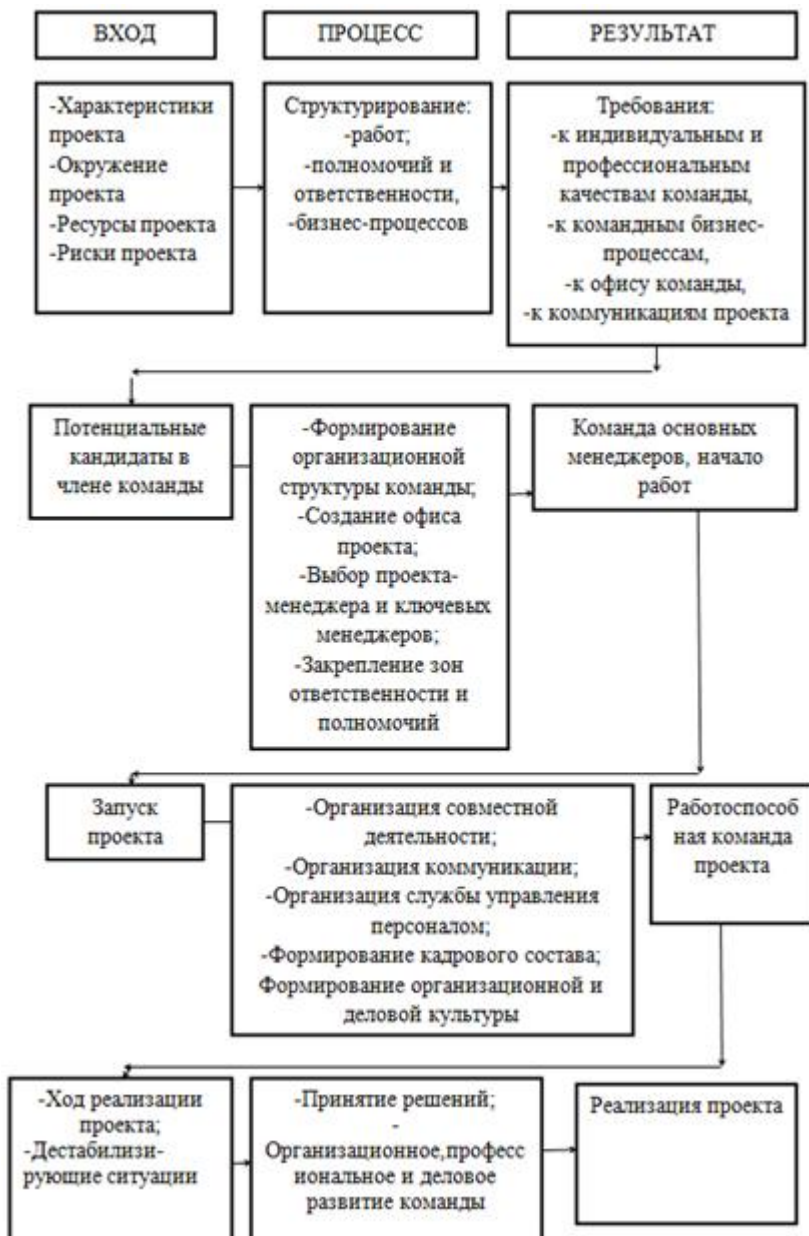 ВХОД
ПРОЦЕСС
РЕЗУЛЬТАТ
-Характеристики
проекта
-Окружение
проекта
-Ресурсы проекта
-Риски проекта
Структурирование:
-работ;
-полномочий и
ответственности,
-бизнес-процессов
Требования:
-к индивидуальным и
профессиональным
качествам команды,
-к командным бизнес-
процессам,
-к офису команды,
-к коммуникациям проекта
Потенциальные
кандидаты в
члене команды
-Формирование
организационной
структуры команды;
-Создание офиса
проекта;
-Выбор проекта-
менеджера и ключевых
менеджеров;
-Закрепление зон
ответственности и
полномочий
Команда основных
менеджеров, начало
работ
Запуск
проекта
-Организация совместной
деятельности;
-Организация коммуникации;
-Организация службы управления
персоналом;
-Формирование кадрового состава;
Формирование организационной и
деловой культуры
Работоспособ
ная команда
проекта
-Ход реализации
проекта;
-Дестабилизи-
рующие ситуации
-Принятие решений;
-
Организационное,професс
иональное и деловое
развитие команды
Реализация проекта